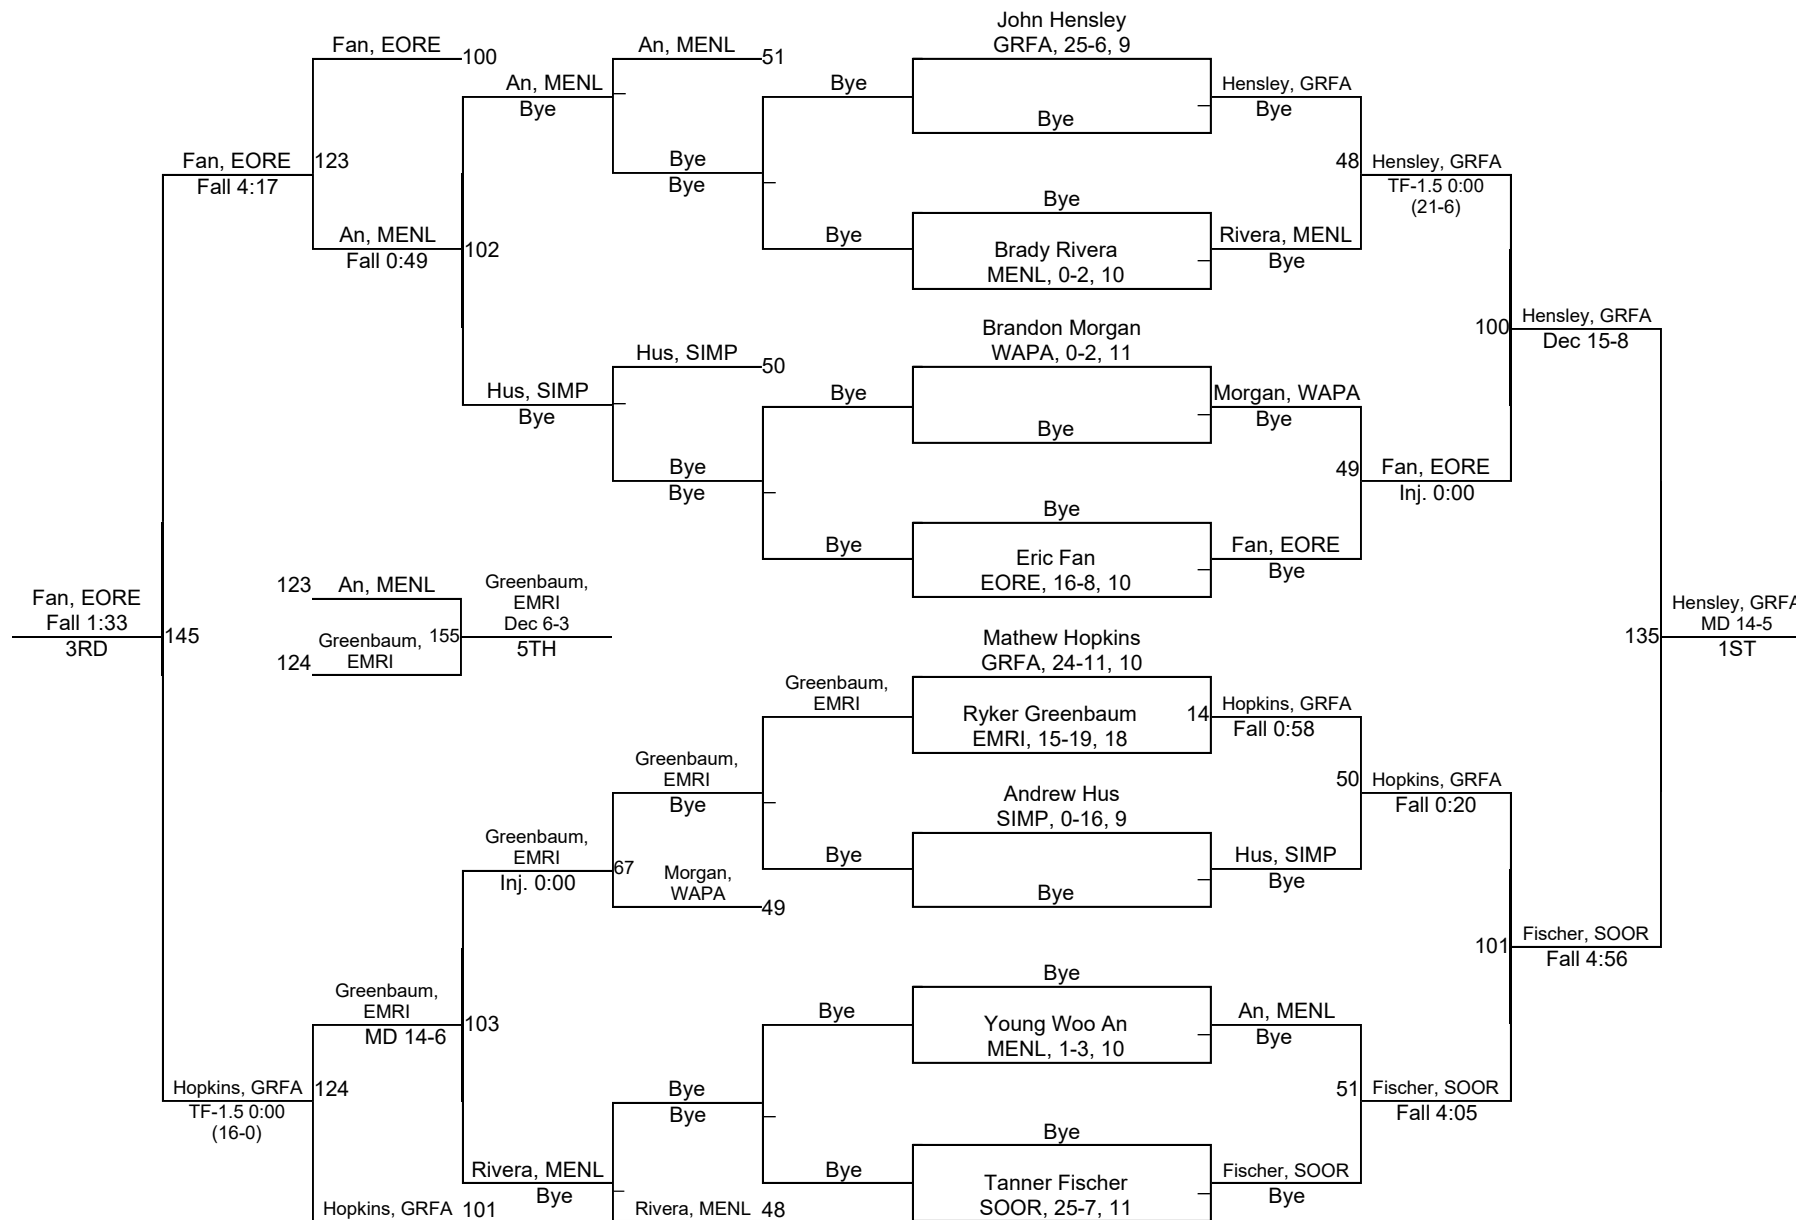 John Hensley
GRFA, 25-6, 9
Fan, EORE
100
An, MENL
51
An, MENL
Bye
Bye
Bye
Hensley, GRFA
Bye
Fan, EORE
Fall 4:17
123
Bye
Bye
48
Hensley, GRFA
TF-1.5 0:00
(21-6)
An, MENL
Fall 0:49
102
Bye
Bye
Brady Rivera
MENL, 0-2, 10
Rivera, MENL
Bye
Brandon Morgan
WAPA, 0-2, 11
100
Hensley, GRFA
Dec 15-8
Hus, SIMP
50
Hus, SIMP
Bye
Bye
Bye
Morgan, WAPA
Bye
Bye
Bye
49
Fan, EORE
Inj. 0:00
Bye
Bye
Eric Fan
EORE, 16-8, 10
Fan, EORE
Bye
Fan, EORE
Fall 1:33
3RD
145
123
An, MENL
Greenbaum,
EMRI
124
155
Greenbaum,
EMRI
Dec 6-3
5TH
135
Hensley, GRFA
MD 14-5
1ST
Mathew Hopkins
GRFA, 24-11, 10
Greenbaum,
EMRI
Ryker Greenbaum
EMRI, 15-19, 18
14
Hopkins, GRFA
Fall 0:58
Greenbaum,
EMRI
Bye
Andrew Hus
SIMP, 0-16, 9
50
Hopkins, GRFA
Fall 0:20
Greenbaum,
EMRI
Inj. 0:00
67
Morgan,
WAPA
49
Bye
Bye
Hus, SIMP
Bye
101
Fischer, SOOR
Fall 4:56
Greenbaum,
EMRI
MD 14-6
103
Bye
Bye
Young Woo An
MENL, 1-3, 10
An, MENL
Bye
Hopkins, GRFA
TF-1.5 0:00
(16-0)
124
Bye
Bye
51
Fischer, SOOR
Fall 4:05
Rivera, MENL
Bye
Bye
Bye
Tanner Fischer
SOOR, 25-7, 11
Fischer, SOOR
Bye
Hopkins, GRFA
101
Rivera, MENL
48